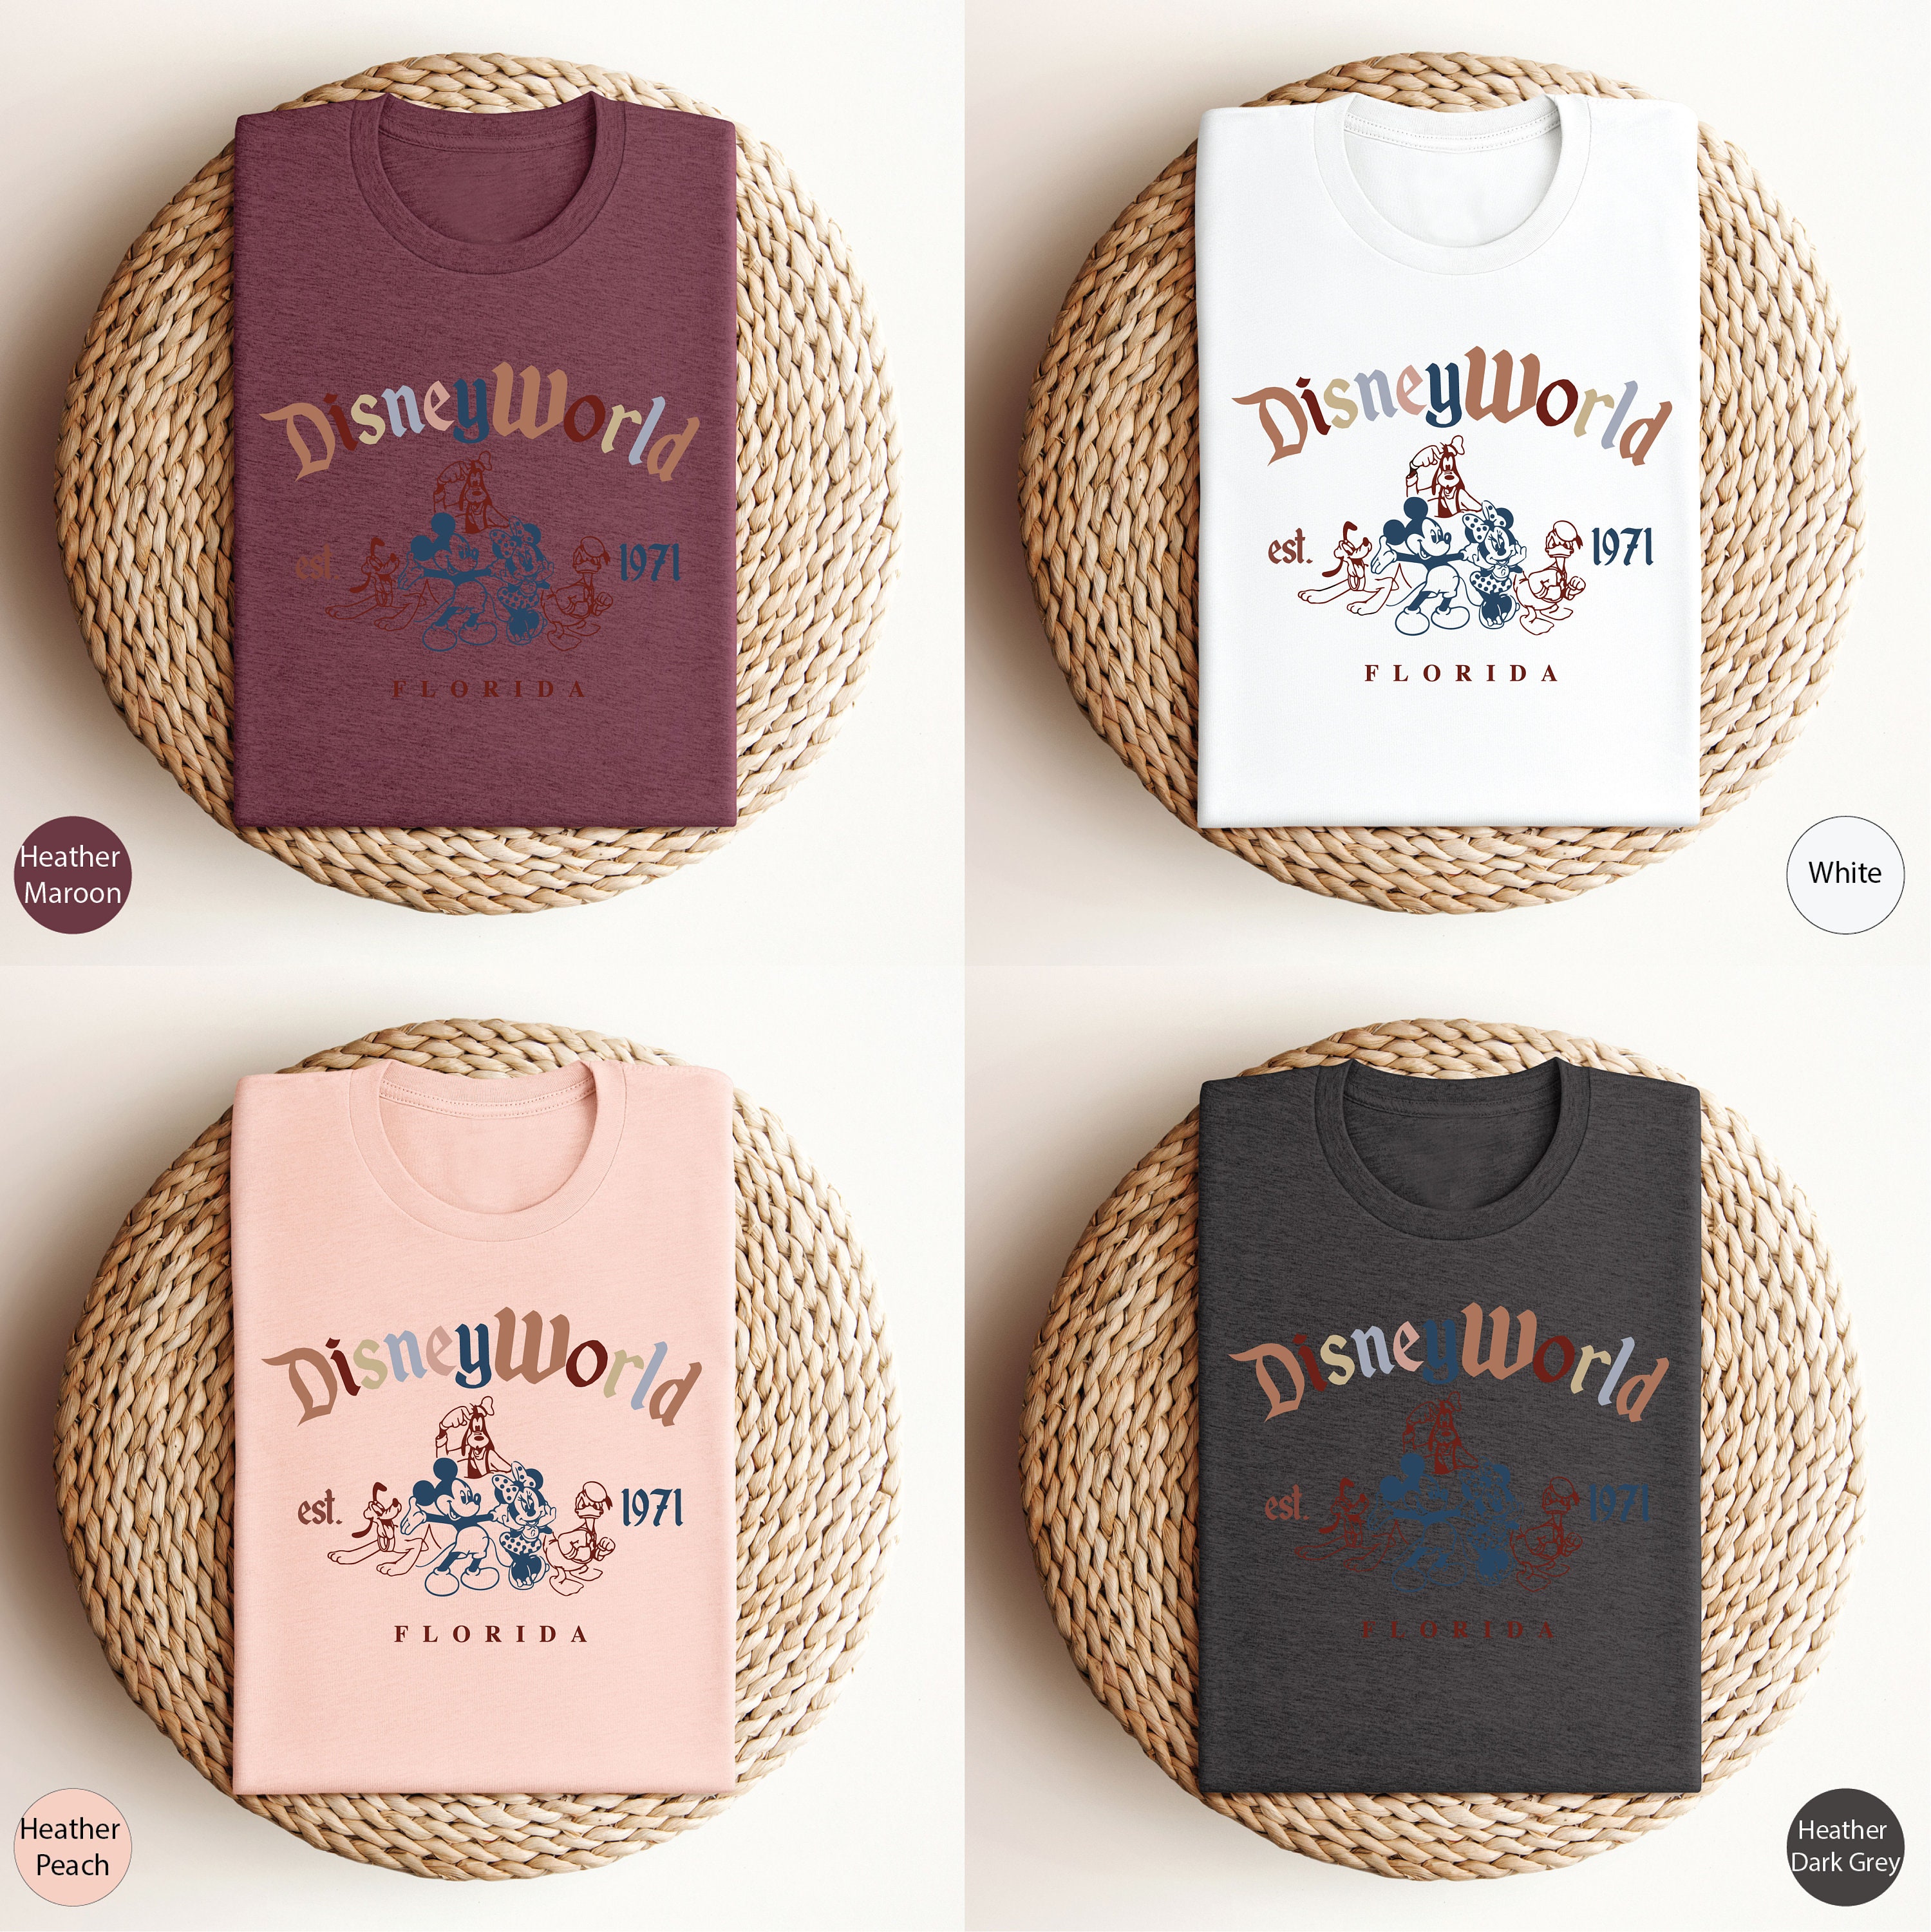 DisneyWorld
est. 1971
FLORIDA
Heather
Maroon
DisneyWorld
est. 1971
FLORIDA
White
DisneyWorld
est. 1971
FLORIDA
Heather
Peach
DisneyWorld
est. 1971
FLORIDA
Heather
Dark Grey